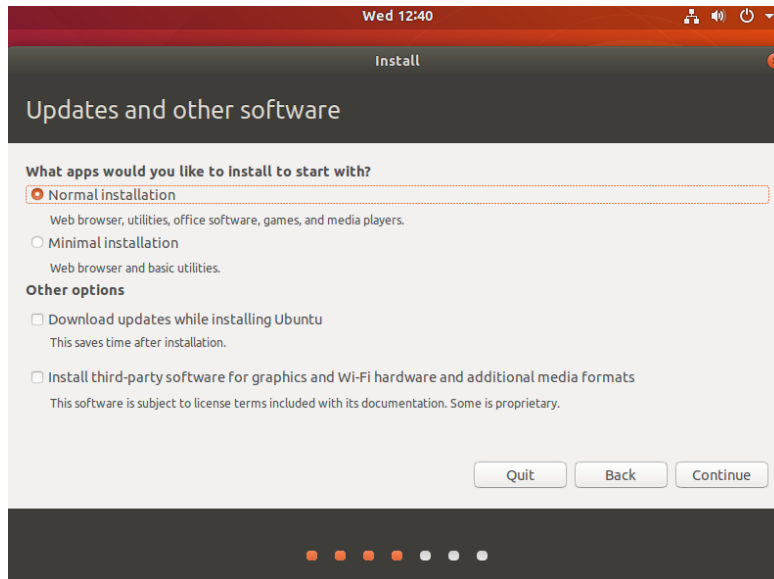 Wed 12:40
Install
Updates and other software
What apps would you like to install to start with?
Normal installation
Web browser, utilities, office software, games, and media players.
Minimal installation
Web browser and basic utilities.
Other options
Download updates while installing Ubuntu
This saves time after installation.
Install third-party software for graphics and Wi-Fi hardware and additional media formats
This software is subject to license terms included with its documentation. Some is proprietary.
Quit Back Continue